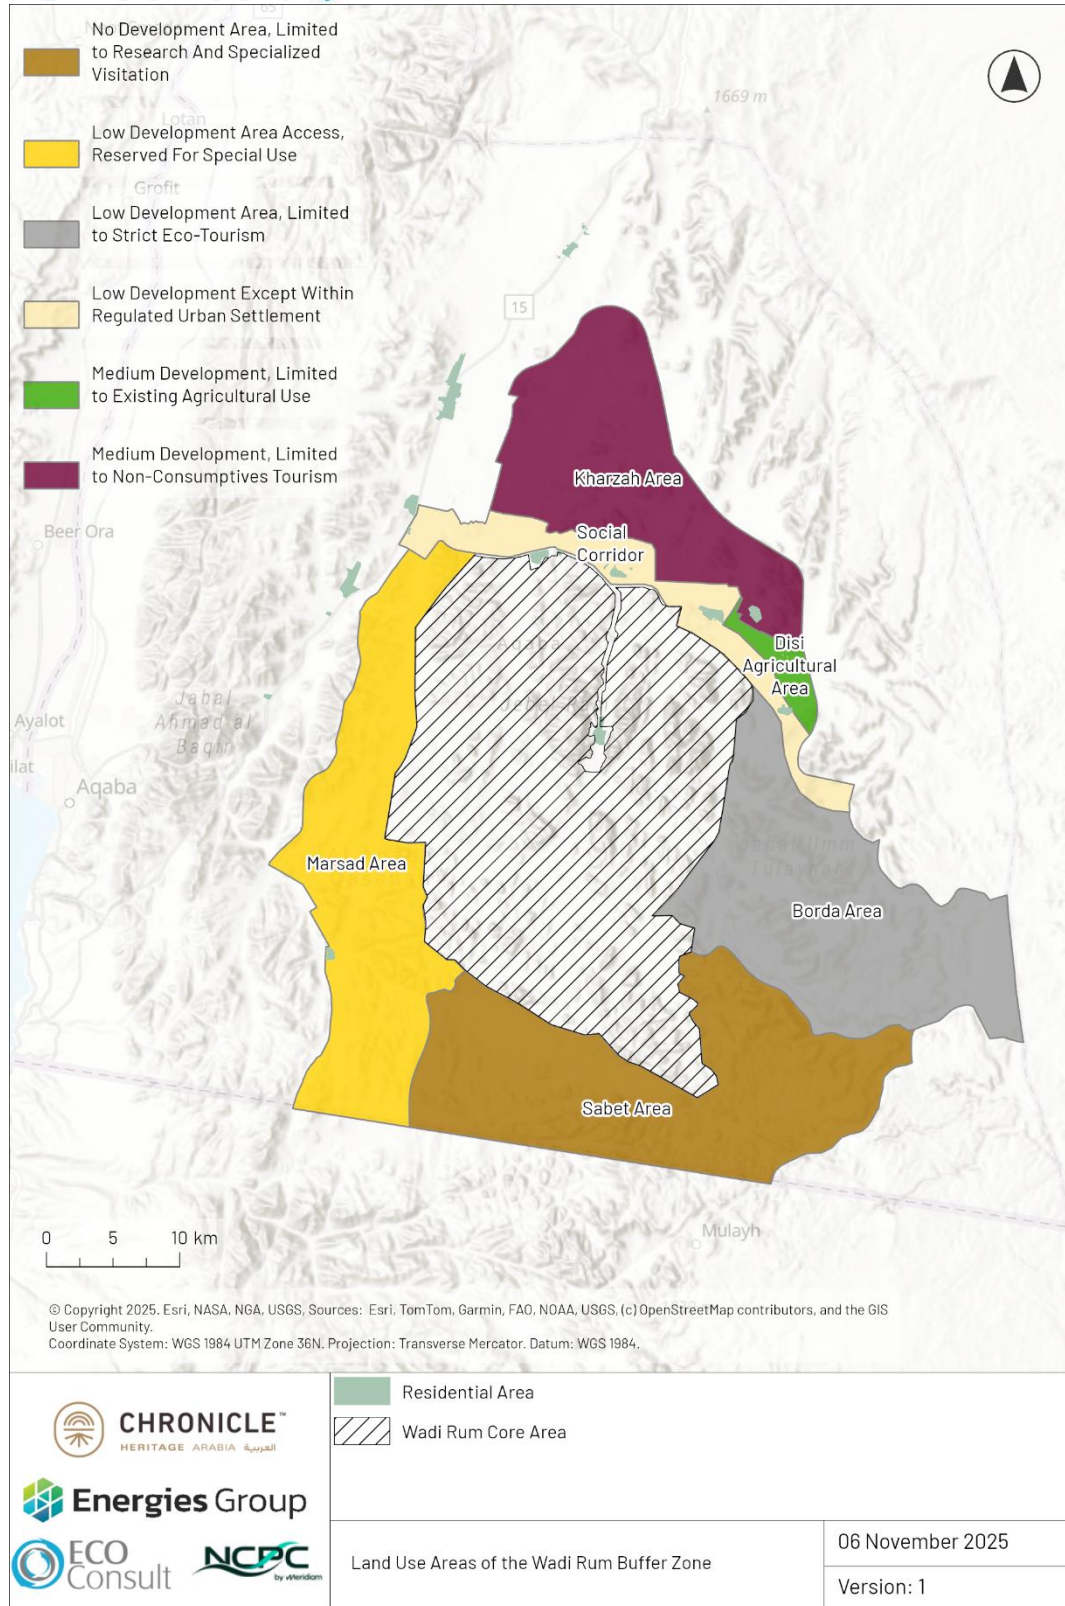 No Development Area, Limited
to Research And Specialized
Visitation
Lotan
Low Development Area Access,
Reserved For Special Use
Grofit
Low Development Area, Limited
to Strict Eco-Tourism
Low Development Except Within
Regulated Urban Settlement
Medium Development, Limited
to Existing Agricultural Use
Medium Development, Limited
to Non-Consumptives Tourism
65
1669 m
15
Kharzah Area
Beer Ora
Social
Corridor
Disi
Agricultural
Area
Jabal
Ahmad al
Baqir
Ayalot
ilat
Aqaba
Marsad Area
Borda Area
Sabet Area
Mulayh
0 5 10 km
© Copyright 2025. Esri, NASA, NGA, USGS, Sources: Esri, TomTom, Garmin, FAO, NOAA, USGS, (c) OpenStreetMap contributors, and the GIS
User Community.
Coordinate System: WGS 1984 UTM Zone 36N. Projection: Transverse Mercator. Datum: WGS 1984.
Residential Area
Wadi Rum Core Area
CHRONICLE™
HERITAGE ARABIA العربية
Energies Group
ECO
Consult
NCPC
by Meridiam
Land Use Areas of the Wadi Rum Buffer Zone
06 November 2025
Version: 1